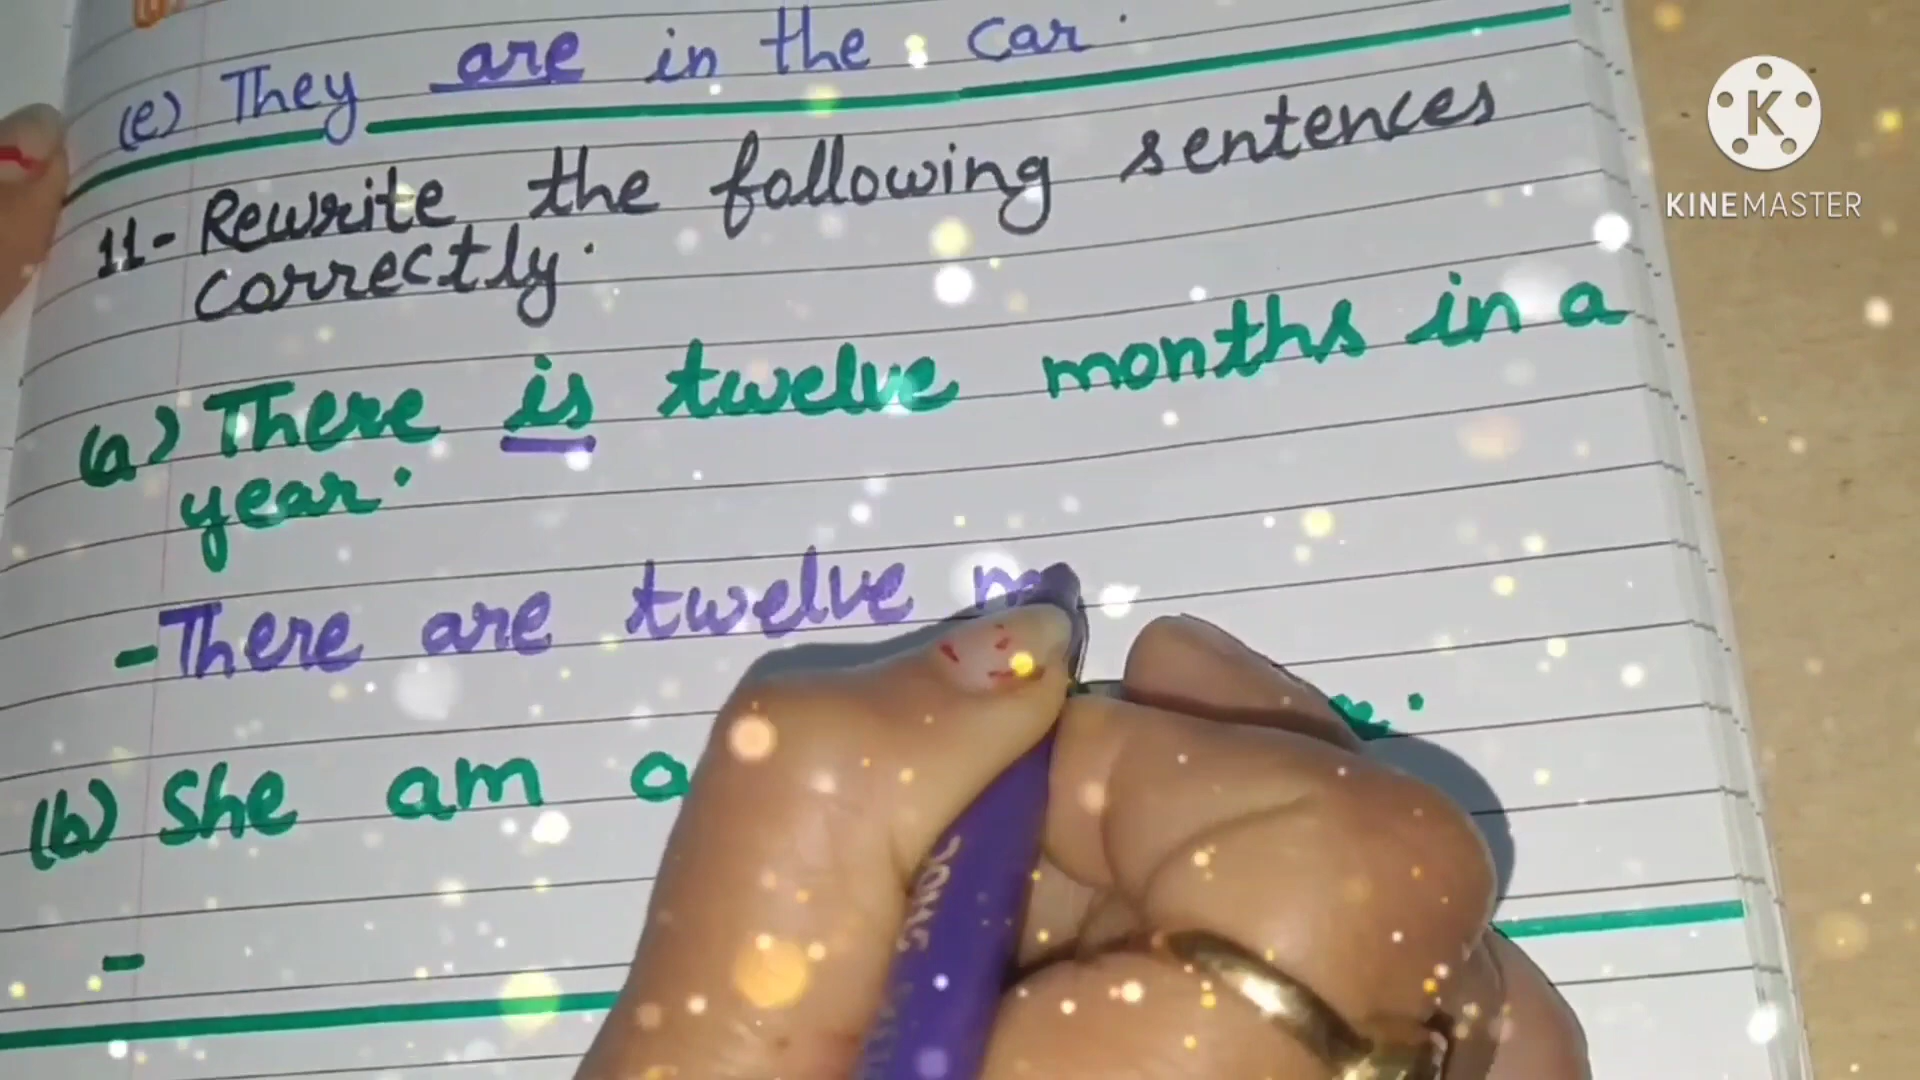 (e) They are in the car.
11- Rewrite the following sentences
correctly.
(a) There is twelve months in a
year.
- There are twelve
(b) She am a
-
K
KINEMASTER